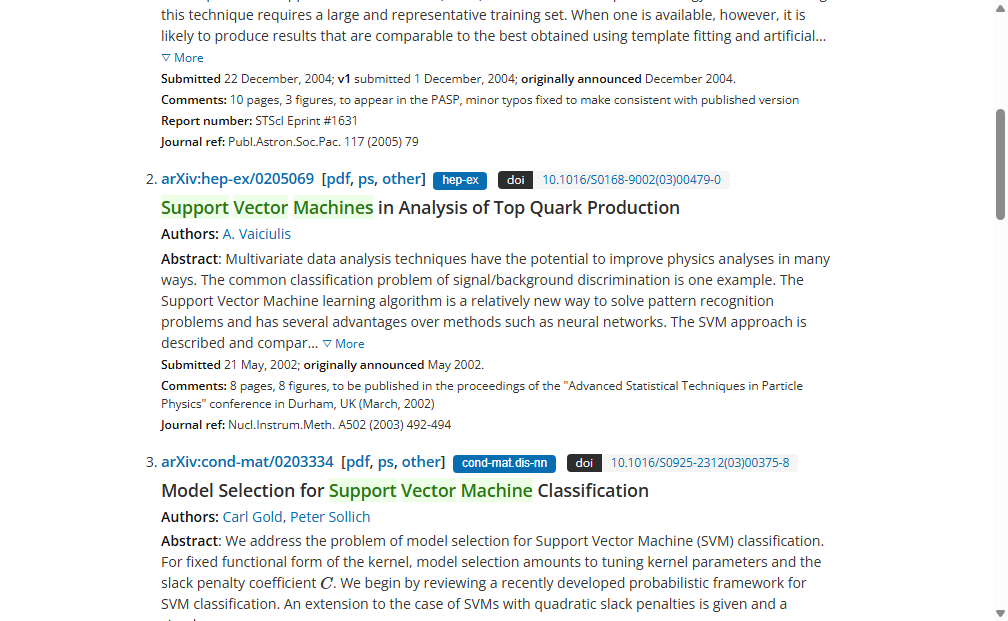 this technique requires a large and representative training set. When one is available, however, it is
likely to produce results that are comparable to the best obtained using template fitting and artificial...
▽ More
Submitted 22 December, 2004; v1 submitted 1 December, 2004; originally announced December 2004.
Comments: 10 pages, 3 figures, to appear in the PASP, minor typos fixed to make consistent with published version
Report number: STScI Eprint #1631
Journal ref: Publ.Astron.Soc.Pac. 117 (2005) 79
2. arXiv:hep-ex/0205069 [pdf, ps, other] hep-ex doi 10.1016/S0168-9002(03)00479-0
Support Vector Machines in Analysis of Top Quark Production
Authors: A. Vaiciulis
Abstract: Multivariate data analysis techniques have the potential to improve physics analyses in many
ways. The common classification problem of signal/background discrimination is one example. The
Support Vector Machine learning algorithm is a relatively new way to solve pattern recognition
problems and has several advantages over methods such as neural networks. The SVM approach is
described and compar... ▽ More
Submitted 21 May, 2002; originally announced May 2002.
Comments: 8 pages, 8 figures, to be published in the proceedings of the "Advanced Statistical Techniques in Particle
Physics" conference in Durham, UK (March, 2002)
Journal ref: Nucl.Instrum.Meth. A502 (2003) 492-494
3. arXiv:cond-mat/0203334 [pdf, ps, other] cond-mat.dis-nn doi 10.1016/S0925-2312(03)00375-8
Model Selection for Support Vector Machine Classification
Authors: Carl Gold, Peter Sollich
Abstract: We address the problem of model selection for Support Vector Machine (SVM) classification.
For fixed functional form of the kernel, model selection amounts to tuning kernel parameters and the
slack penalty coefficient C. We begin by reviewing a recently developed probabilistic framework for
SVM classification. An extension to the case of SVMs with quadratic slack penalties is given and a